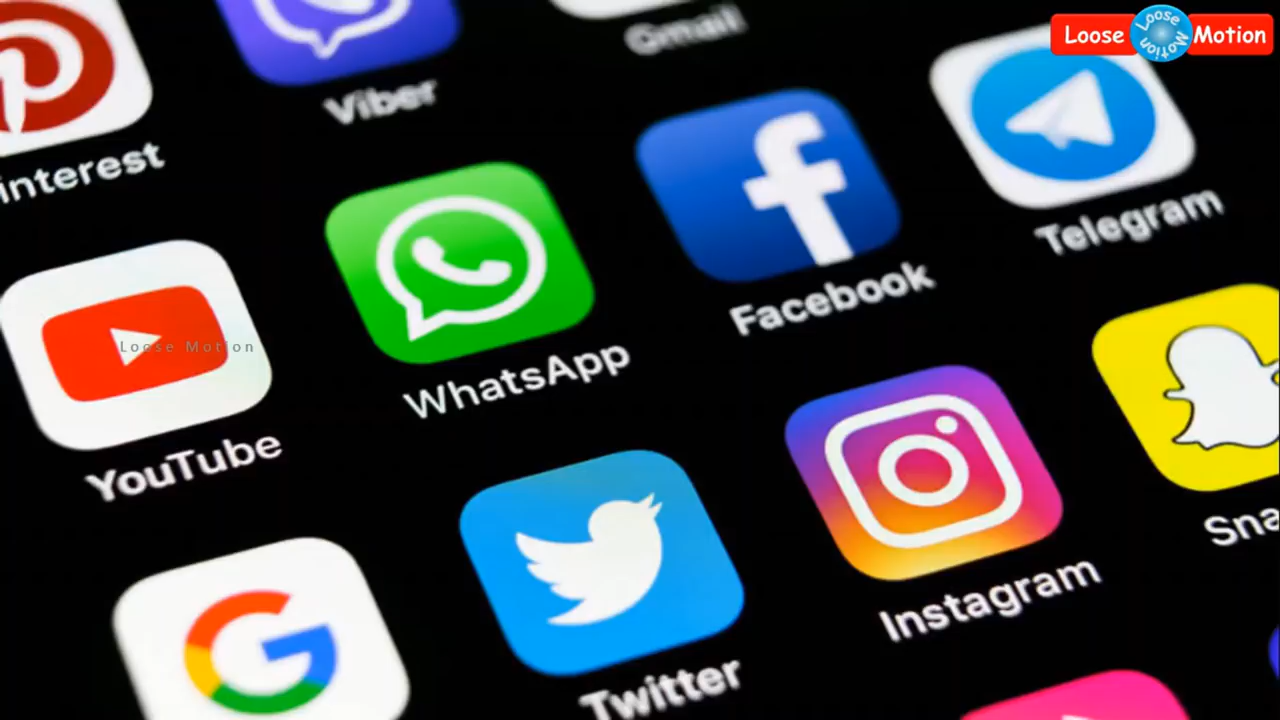 Loose Loose Motion Motion
Gmail
Viber
interest
Telegram
Facebook
WhatsApp
Loose Motion
YouTube
Sna
Instagram
Twitter